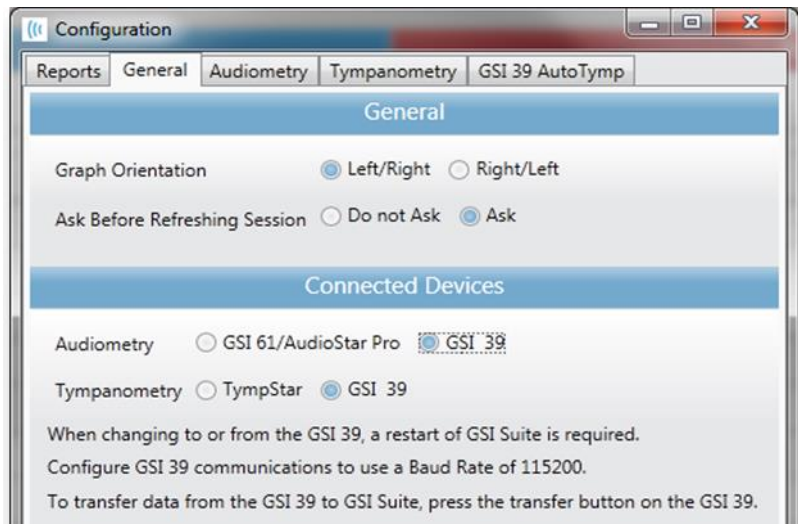 Configuration
Reports General Audiometry Tympanometry GSI 39 AutoTymp
General
Graph Orientation Left/Right Right/Left
Ask Before Refreshing Session Do not Ask Ask
Connected Devices
Audiometry GSI 61/AudioStar Pro GSI 39
Tympanometry TympStar GSI 39
When changing to or from the GSI 39, a restart of GSI Suite is required.
Configure GSI 39 communications to use a Baud Rate of 115200.
To transfer data from the GSI 39 to GSI Suite, press the transfer button on the GSI 39.